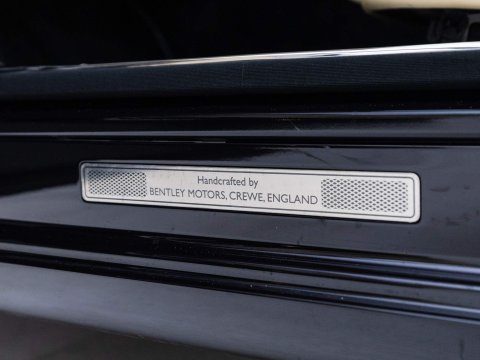 Handcrafted by
BENTLEY MOTORS, CREWE, ENGLAND